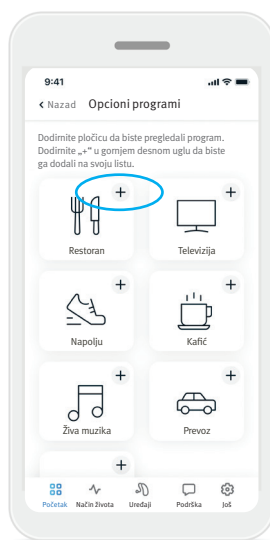 9:41
Nazad Opcioni programi
Dodirnite pločicu da biste pregledali program.
Dodirnite „+“ u gornjem desnom uglu da biste
ga dodali na svoju listu.
Restoran Televizija
Napolju Kafić
Živa muzika Prevoz
Početak Način života Uređaji Podrška Još